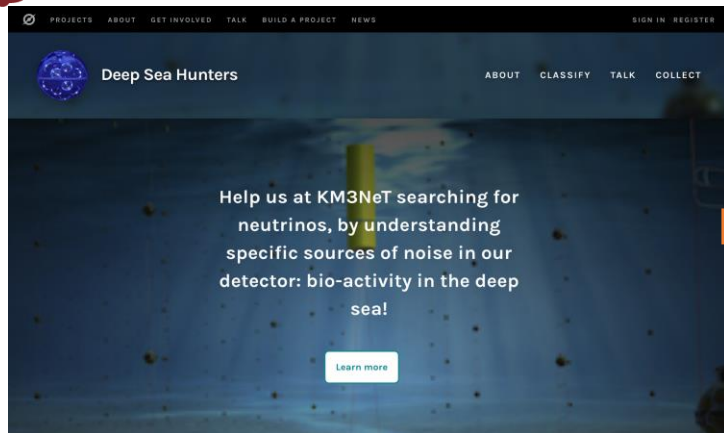 PROJECTS ABOUT GET INVOLVED TALK BUILD A PROJECT NEWS SIGN IN REGISTER
Deep Sea Hunters ABOUT CLASSIFY TALK COLLECT
Help us at KM3NeT searching for
neutrinos, by understanding
specific sources of noise in our
detector: bio-activity in the deep
sea!
Learn more